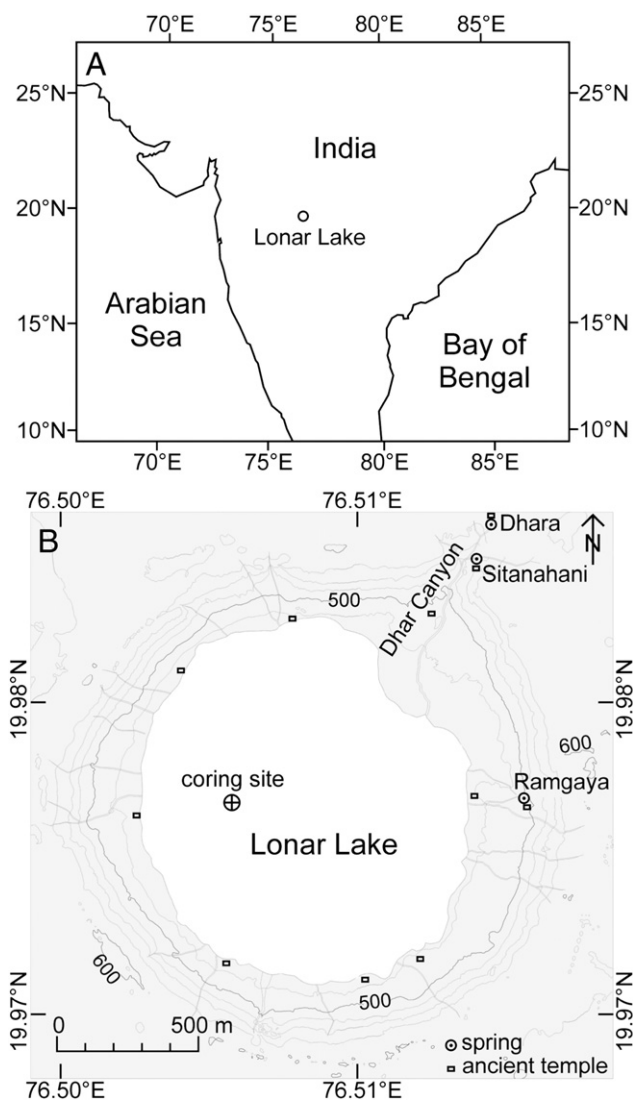 70°E 75°E 80°E 85°E
A
25°N 25°N
India
20°N 20°N
Lonar Lake
Arabian
Sea
15°N 15°N
Bay of
Bengal
10°N 10°N
70°E 75°E 80°E 85°E
76.50°E 76.51°E
B
Dhara
N
Sitanahani
Dhar Canyon
500
19.98°N 19.98°N
600
Ramgaya
coring site
Lonar Lake
600
500
19.97°N 19.97°N
0 500 m
spring
ancient temple
76.50°E 76.51°E